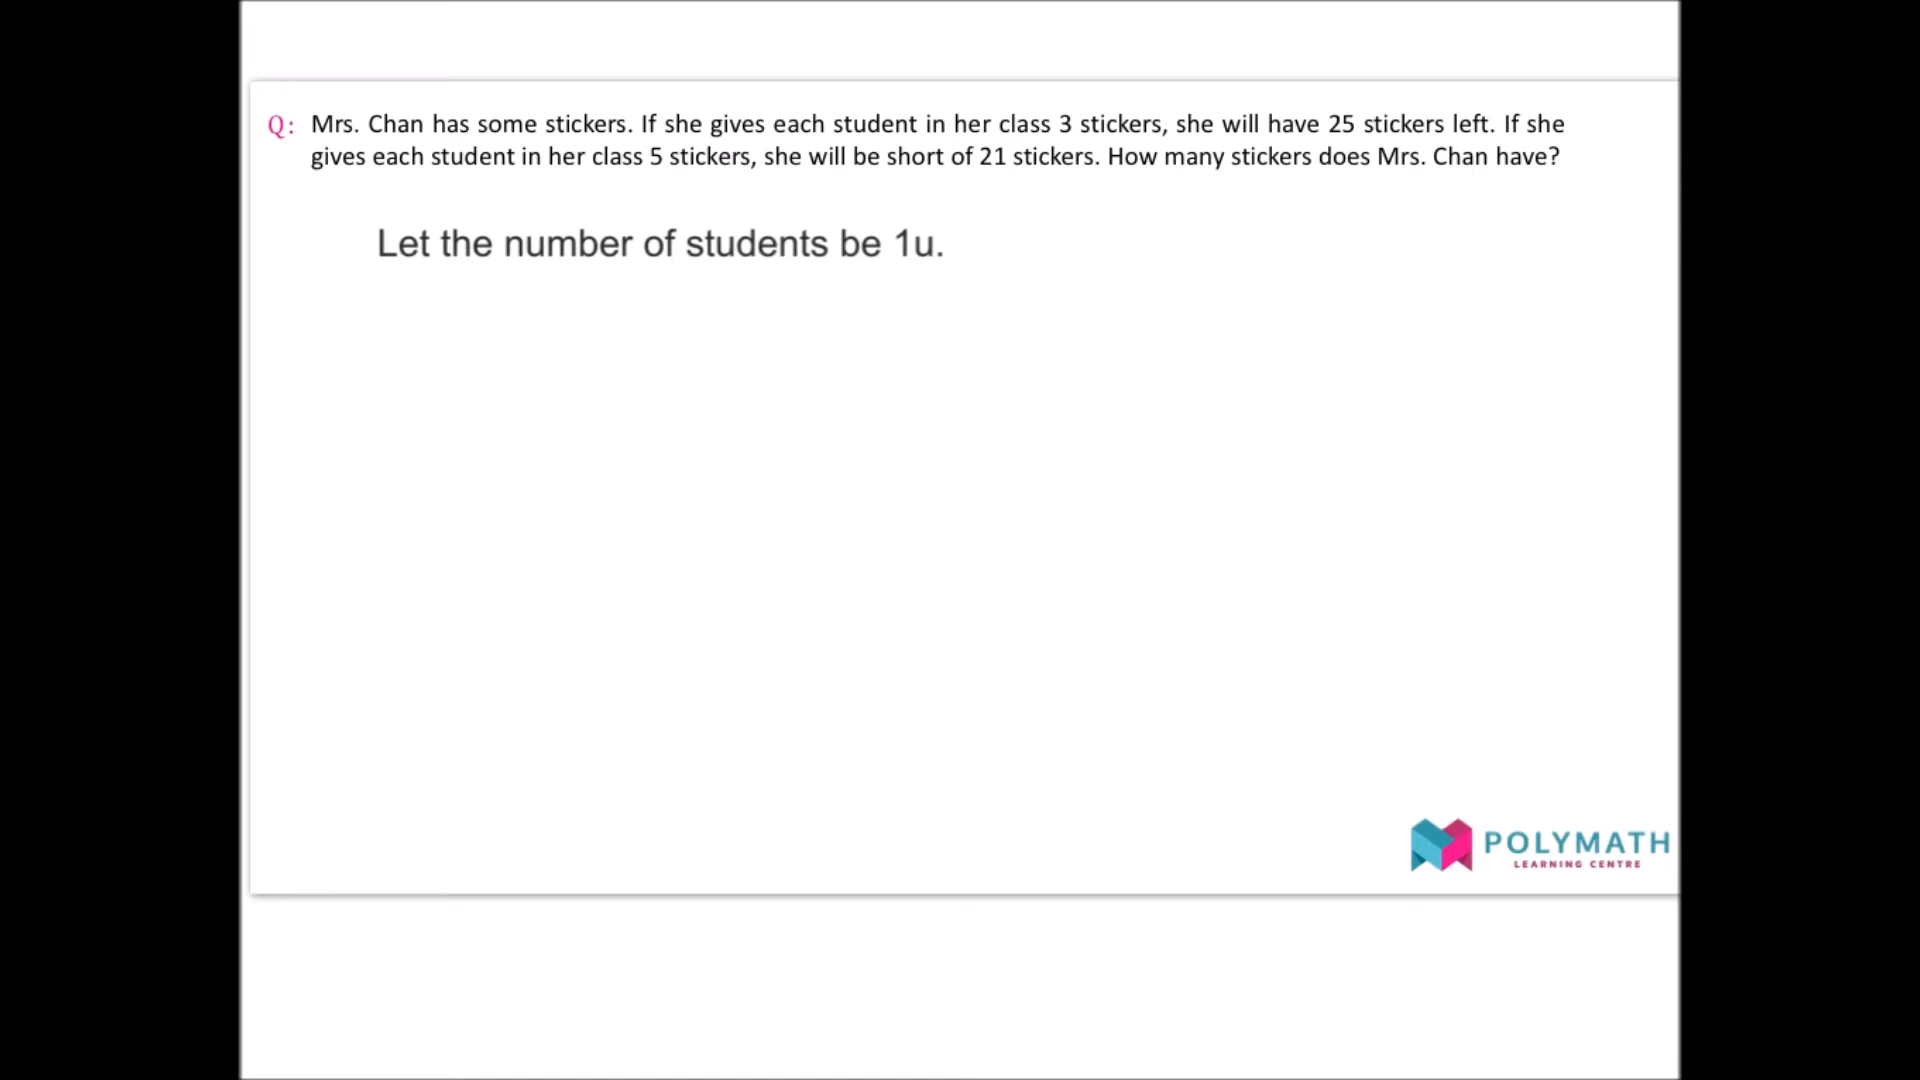 Q: Mrs. Chan has some stickers. If she gives each student in her class 3 stickers, she will have 25 stickers left. If she
gives each student in her class 5 stickers, she will be short of 21 stickers. How many stickers does Mrs. Chan have?
Let the number of students be 1u.
POLYMATH
LEARNING CENTRE